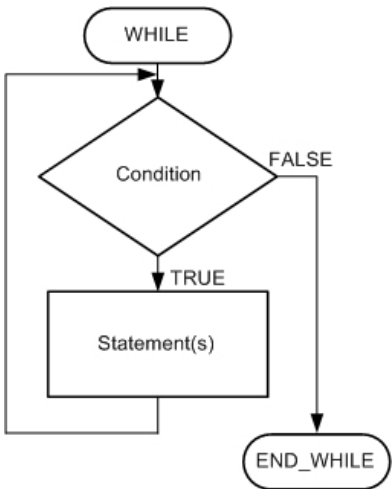 WHILE
Condition
FALSE
TRUE
Statement(s)
END_WHILE